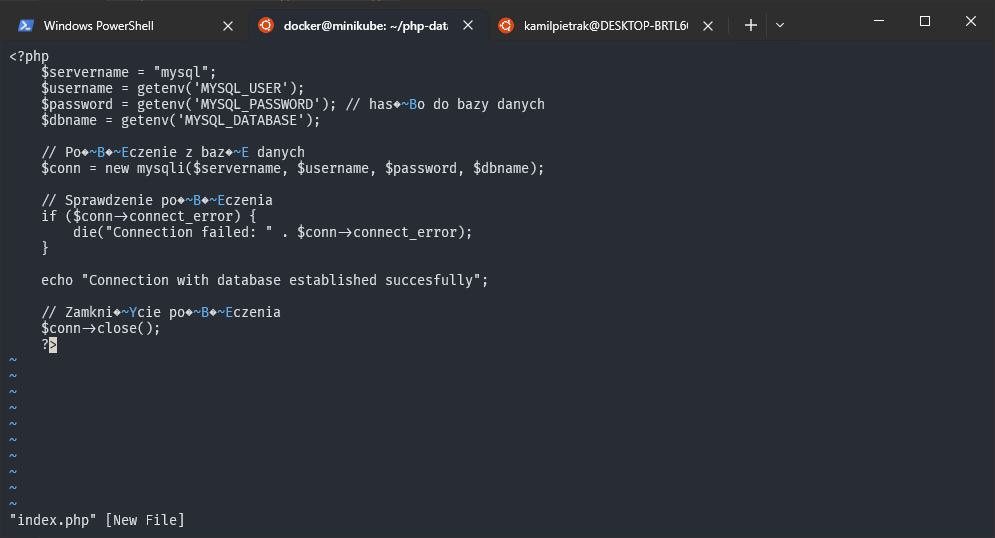 Windows PowerShell
docker@minikube: ~/php-dat
kamilpietrak@DESKTOP-BRTL6
<?php
    $servername = "mysql";
    $username = getenv('MYSQL_USER');
    $password = getenv('MYSQL_PASSWORD'); // has�~Bo do bazy danych
    $dbname = getenv('MYSQL_DATABASE');
    // Po�~B�~Eczenie z baz�~E danych
    $conn = new mysqli($servername, $username, $password, $dbname);
    // Sprawdzenie po�~B�~Eczenia
    if ($conn->connect_error) {
        die("Connection failed: " . $conn->connect_error);
    }
    echo "Connection with database established succesfully";
    // Zamkni�~Ycie po�~B�~Eczenia
    $conn->close();
    ?>
~
~
~
~
~
~
~
~
~
~
"index.php" [New File]